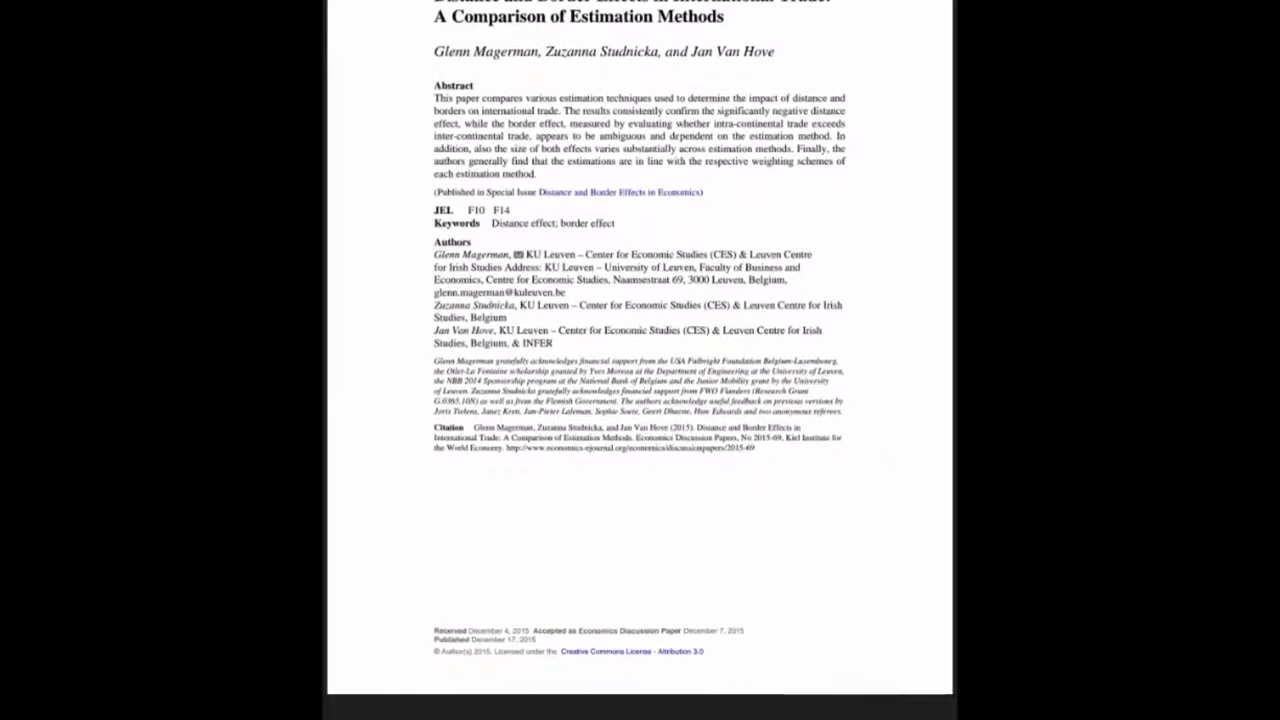 Distance and Border Effects in International Trade:
A Comparison of Estimation Methods
Glenn Magerman, Zuzanna Studnicka, and Jan Van Hove
Abstract
This paper compares various estimation techniques used to determine the impact of distance and
borders on international trade. The results consistently confirm the significantly negative distance
effect, while the border effect, measured by evaluating whether intra-continental trade exceeds
inter-continental trade, appears to be ambiguous and dependent on the estimation method. In
addition, also the size of both effects varies substantially across estimation methods. Finally, the
authors generally find that the estimations are in line with the respective weighting schemes of
each estimation method.
(Published in Special Issue Distance and Border Effects in Economics)
JEL F10 F14
Keywords Distance effect; border effect
Authors
Glenn Magerman, KU Leuven – Center for Economic Studies (CES) & Leuven Centre
for Irish Studies Address: KU Leuven – University of Leuven, Faculty of Business and
Economics, Centre for Economic Studies, Naamsestraat 69, 3000 Leuven, Belgium,
glenn.magerman@kuleuven.be
Zuzanna Studnicka, KU Leuven – Center for Economic Studies (CES) & Leuven Centre for Irish
Studies, Belgium
Jan Van Hove, KU Leuven – Center for Economic Studies (CES) & Leuven Centre for Irish
Studies, Belgium, & INFER
Glenn Magerman gratefully acknowledges financial support from the USA Fulbright Foundation Belgium-Luxembourg,
the Otlet-La Fontaine scholarship granted by Yves Moreau at the Department of Engineering at the University of Leuven,
the NBB 2014 Sponsorship program at the National Bank of Belgium and the Junior Mobility grant by the University
of Leuven. Zuzanna Studnicka gratefully acknowledges financial support from FWO Flanders (Research Grant
G.0365.10N) as well as from the Flemish Government. The authors acknowledge useful feedback on previous versions by
Joris Tielens, Janez Kren, Jan-Pieter Laleman, Sophie Soete, Geert Dhaene, Huw Edwards and two anonymous referees.
Citation Glenn Magerman, Zuzanna Studnicka, and Jan Van Hove (2015). Distance and Border Effects in
International Trade: A Comparison of Estimation Methods. Economics Discussion Papers, No 2015-69, Kiel Institute for
the World Economy. http://www.economics-ejournal.org/economics/discussionpapers/2015-69
Received December 4, 2015 Accepted as Economics Discussion Paper December 7, 2015
Published December 17, 2015
© Author(s) 2015. Licensed under the Creative Commons License - Attribution 3.0